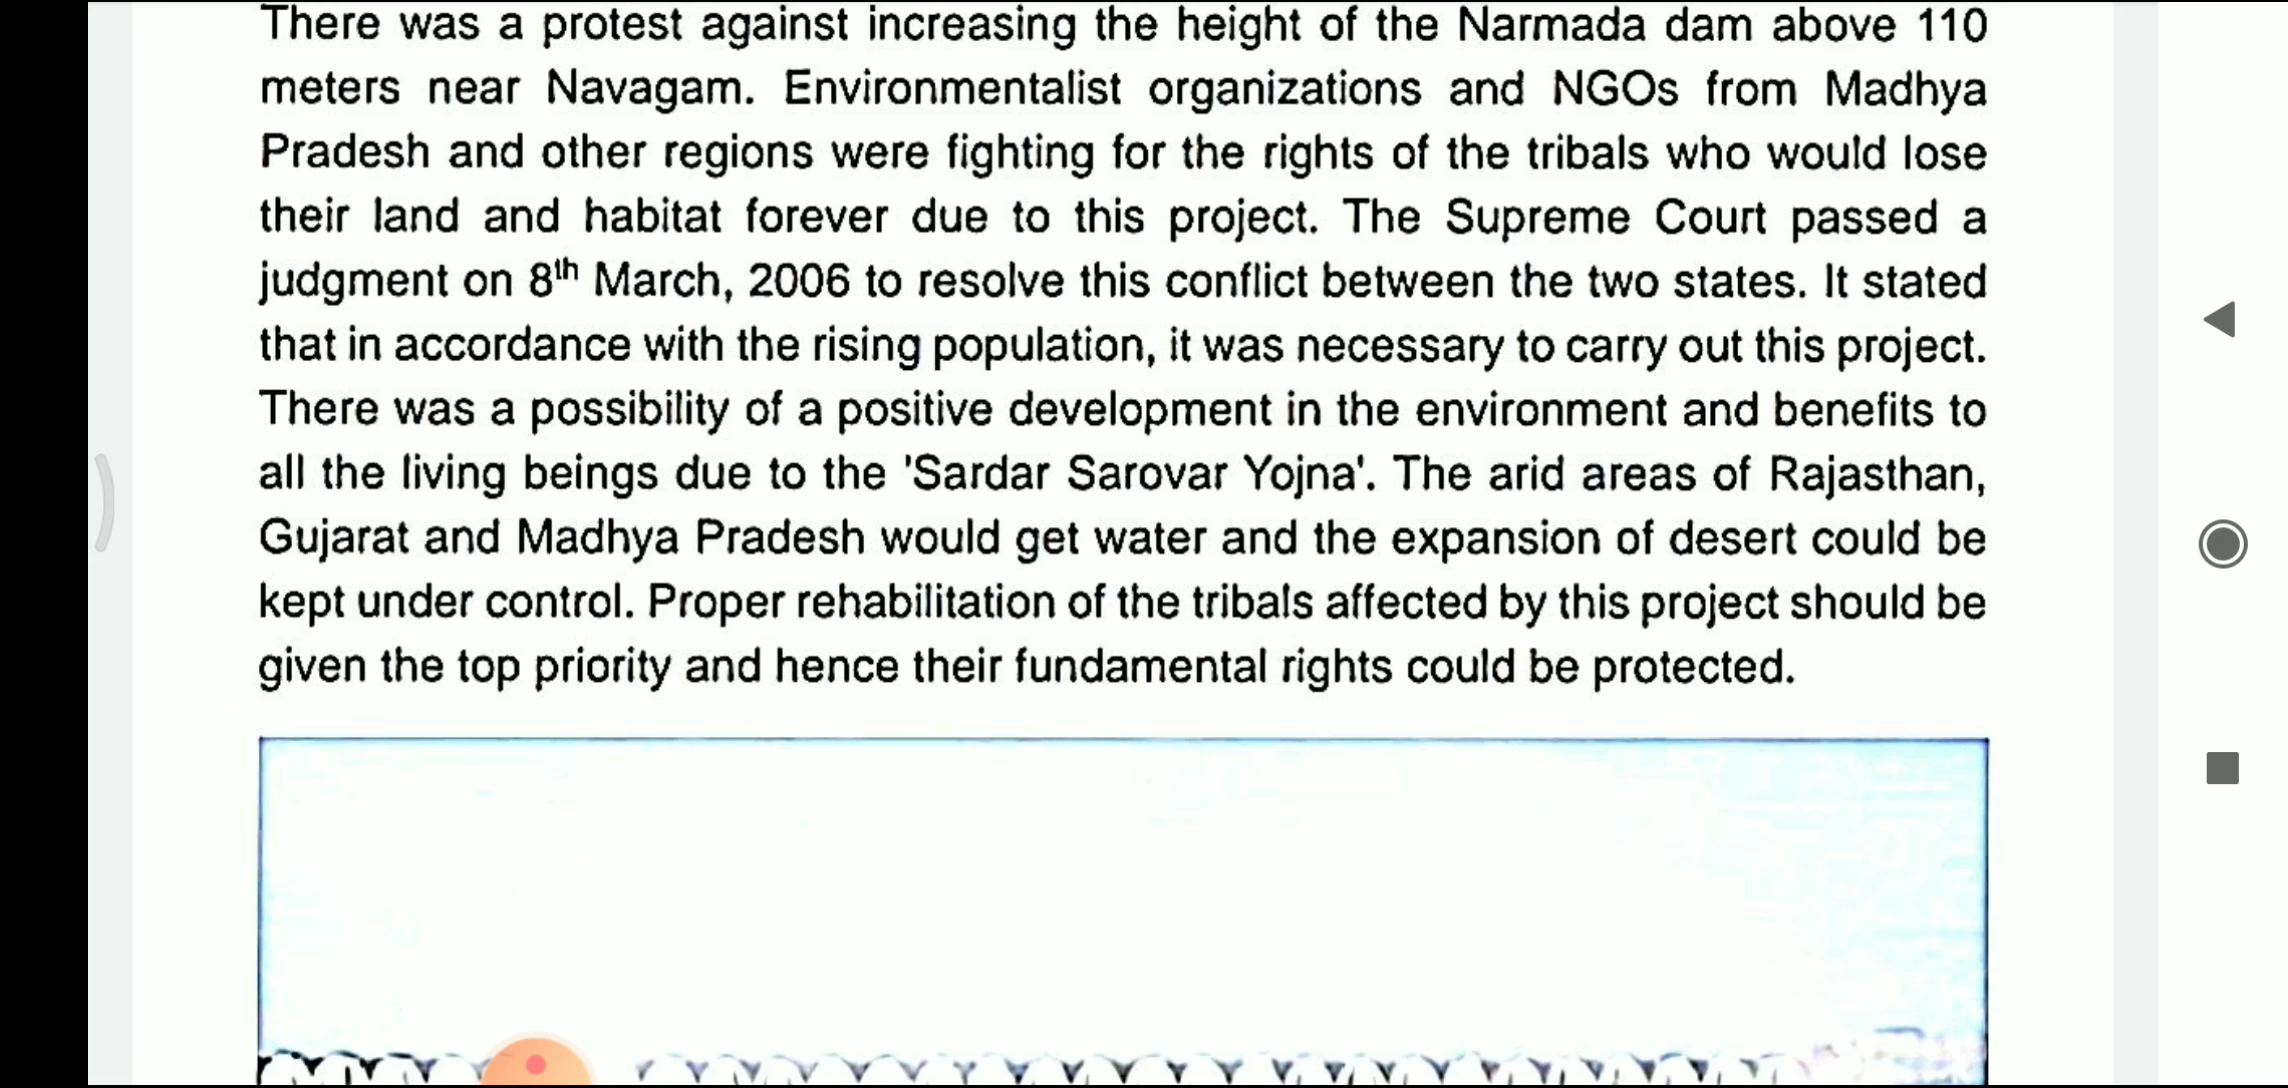 There was a protest against increasing the height of the Narmada dam above 110
meters near Navagam. Environmentalist organizations and NGOs from Madhya
Pradesh and other regions were fighting for the rights of the tribals who would lose
their land and habitat forever due to this project. The Supreme Court passed a
judgment on 8th March, 2006 to resolve this conflict between the two states. It stated
that in accordance with the rising population, it was necessary to carry out this project.
There was a possibility of a positive development in the environment and benefits to
all the living beings due to the 'Sardar Sarovar Yojna'. The arid areas of Rajasthan,
Gujarat and Madhya Pradesh would get water and the expansion of desert could be
kept under control. Proper rehabilitation of the tribals affected by this project should be
given the top priority and hence their fundamental rights could be protected.